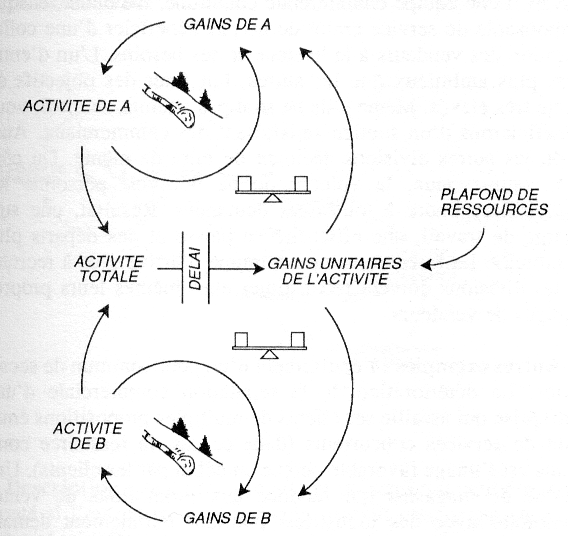 GAINS DE A
ACTIVITE DE A
PLAFOND DE
RESSOURCES
ACTIVITE
TOTALE
DELAI
GAINS UNITAIRES
DE L'ACTIVITE
ACTIVITE
DE B
GAINS DE B